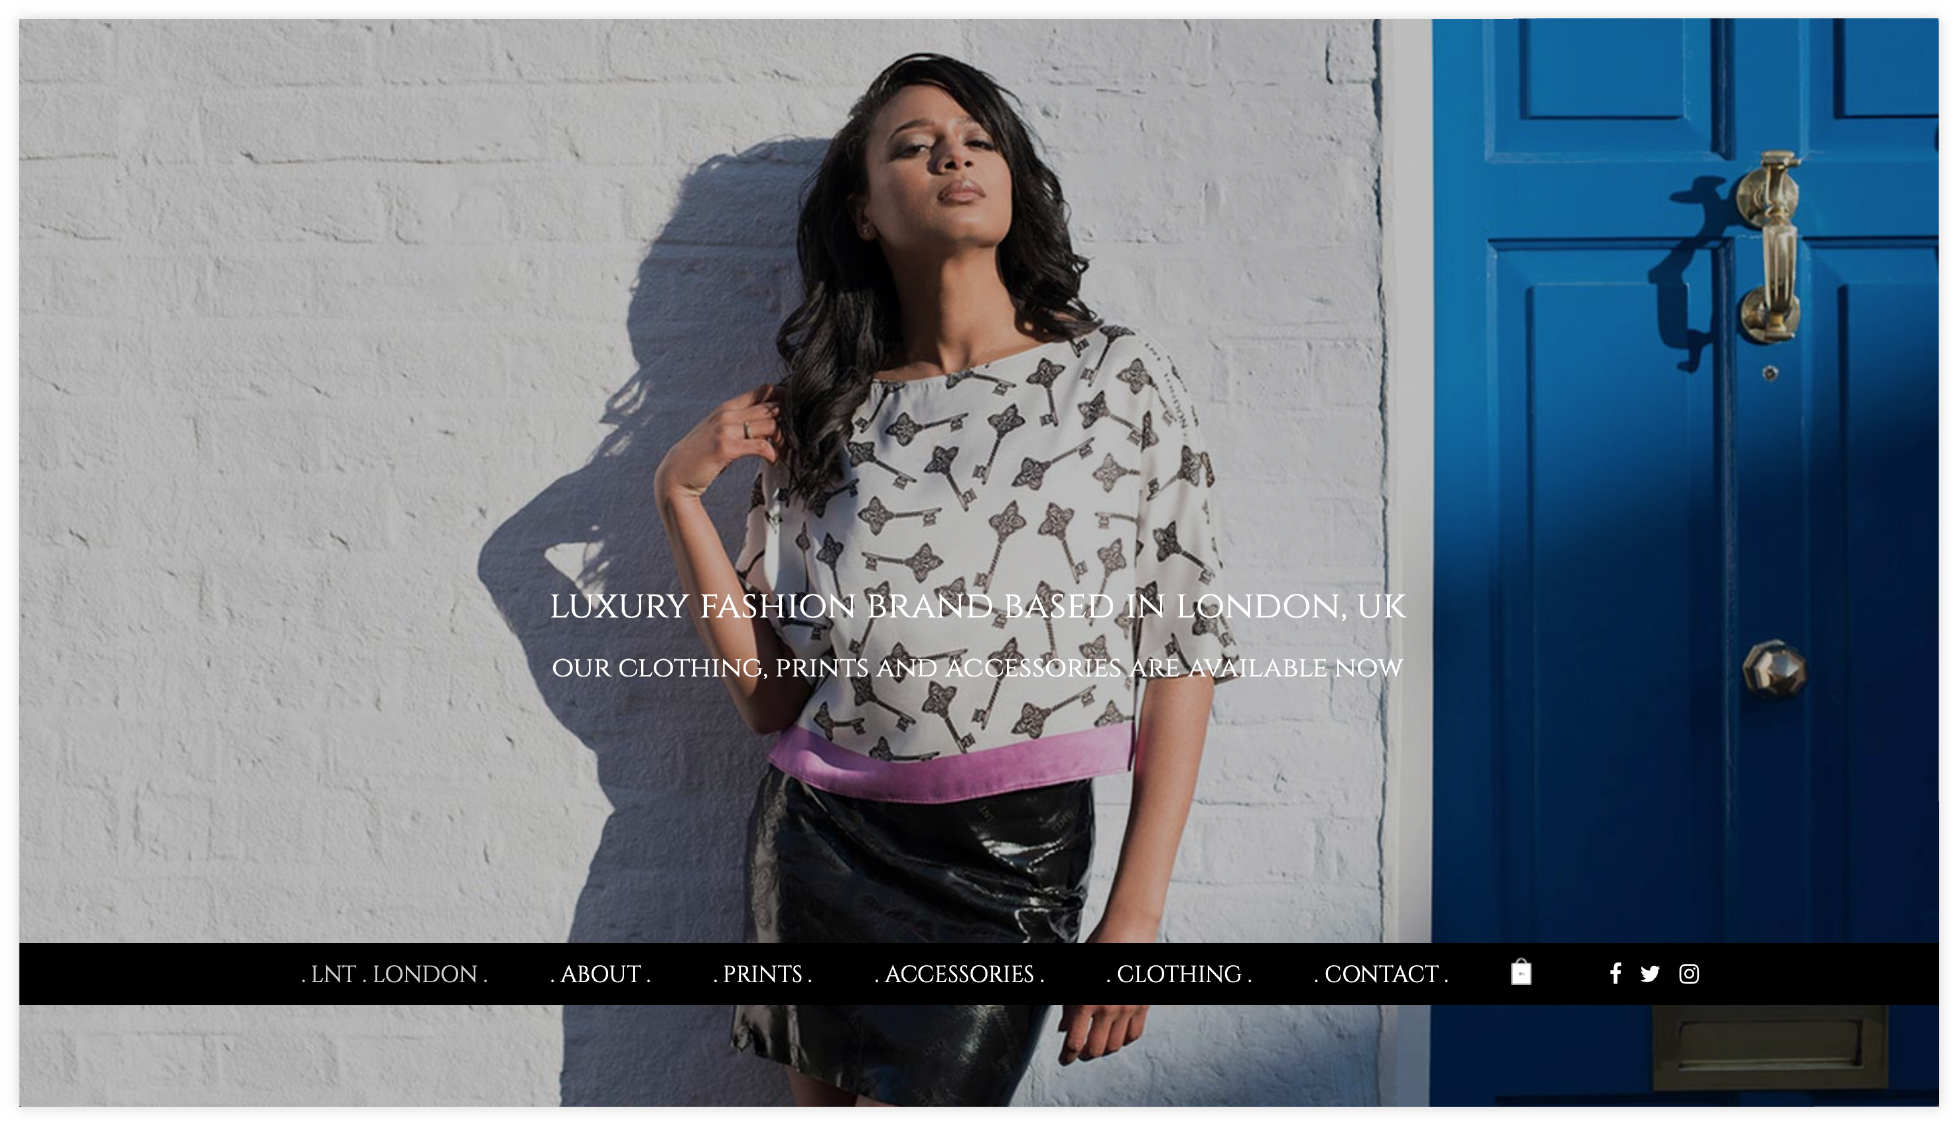 LUXURY FASHION BRAND BASED IN LONDON, UK
OUR CLOTHING, PRINTS AND ACCESSORIES ARE AVAILABLE NOW
. LNT . LONDON . . ABOUT . . PRINTS . . ACCESSORIES . . CLOTHING . . CONTACT .